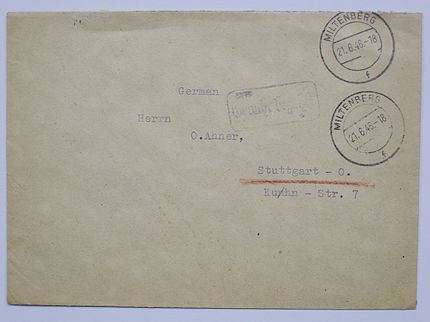 MILTENBERG
21.6.46.-18
f
MILTENBERG
21.6.46.-18
f
German
Herrn
O.Ahner,
Stuttgart - O.
Kuhn - Str. 7